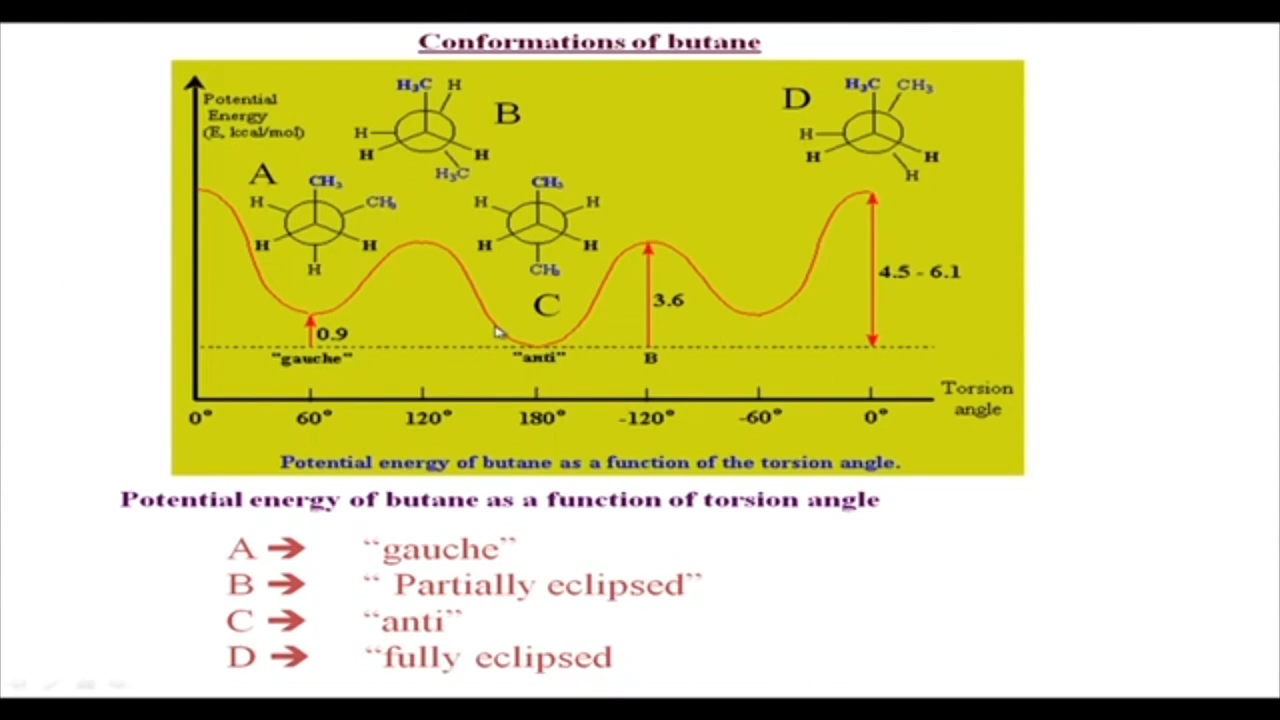 Conformations of butane
Potential
Energy
(E, kcal/mol)
H₃C H
B
H
H
H
H₃C
D
H₃C CH₃
H
H
H
H
A
CH₃
H
CH₃
H
H
H
CH₃
H
H
H
H
CH₃
C
0.9
"gauche"
"anti"
3.6
B
4.5 - 6.1
Torsion
angle
0° 60° 120° 180° -120° -60° 0°
Potential energy of butane as a function of the torsion angle.
Potential energy of butane as a function of torsion angle
A ➔ “gauche”
B ➔ “ Partially eclipsed”
C ➔ “anti”
D ➔ “fully eclipsed